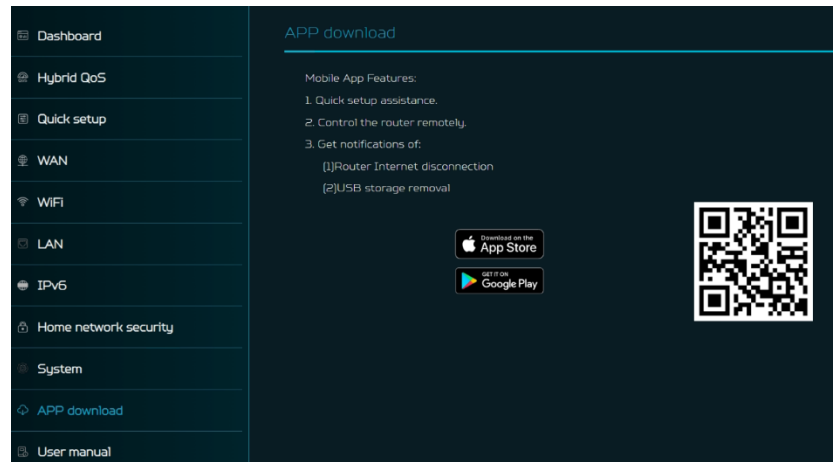 Dashboard
Hybrid QoS
Quick setup
WAN
WiFi
LAN
IPv6
Home network security
System
APP download
User manual
APP download
Mobile App Features:
1. Quick setup assistance.
2. Control the router remotely.
3. Get notifications of:
(1)Router Internet disconnection
(2)USB storage removal
Download on the
App Store
GET IT ON
Google Play